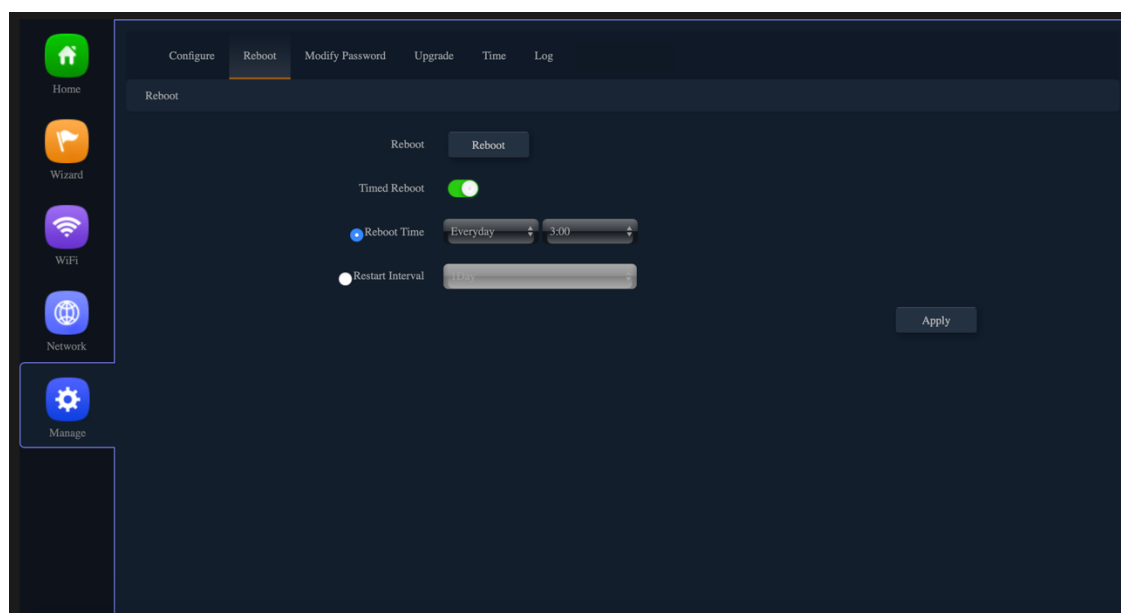 Home
Wizard
WiFi
Network
Manage
Configure Reboot Modify Password Upgrade Time Log
Reboot
Reboot Reboot
Timed Reboot
Reboot Time Everyday 3:00
Restart Interval 1Day
Apply